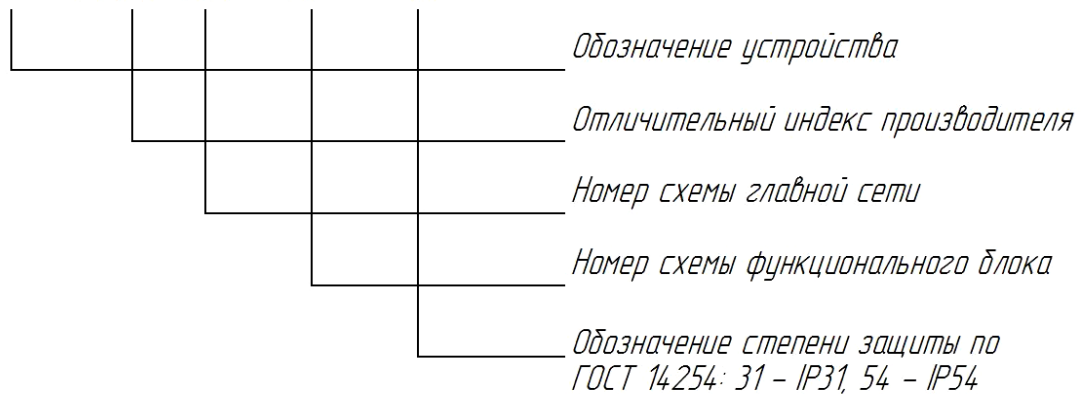 Обозначение устройства
Отличительный индекс производителя
Номер схемы главной сети
Номер схемы функционального блока
Обозначение степени защиты по
ГОСТ 14254: 31 – IP31, 54 – IP54